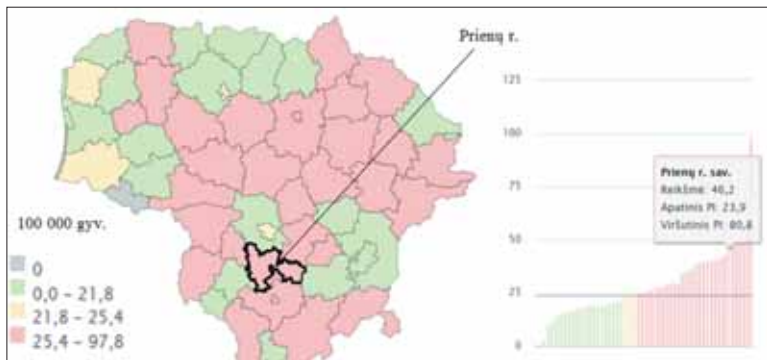 Prienų r.
125
100
75
50
25
0
Prienų r. sav.
Reikšmė: 40,2
Apatinis PI: 23,9
Viršutinis PI: 80,8
100 000 gyv.
0
0,0 – 21,8
21,8 – 25,4
25,4 – 97,8